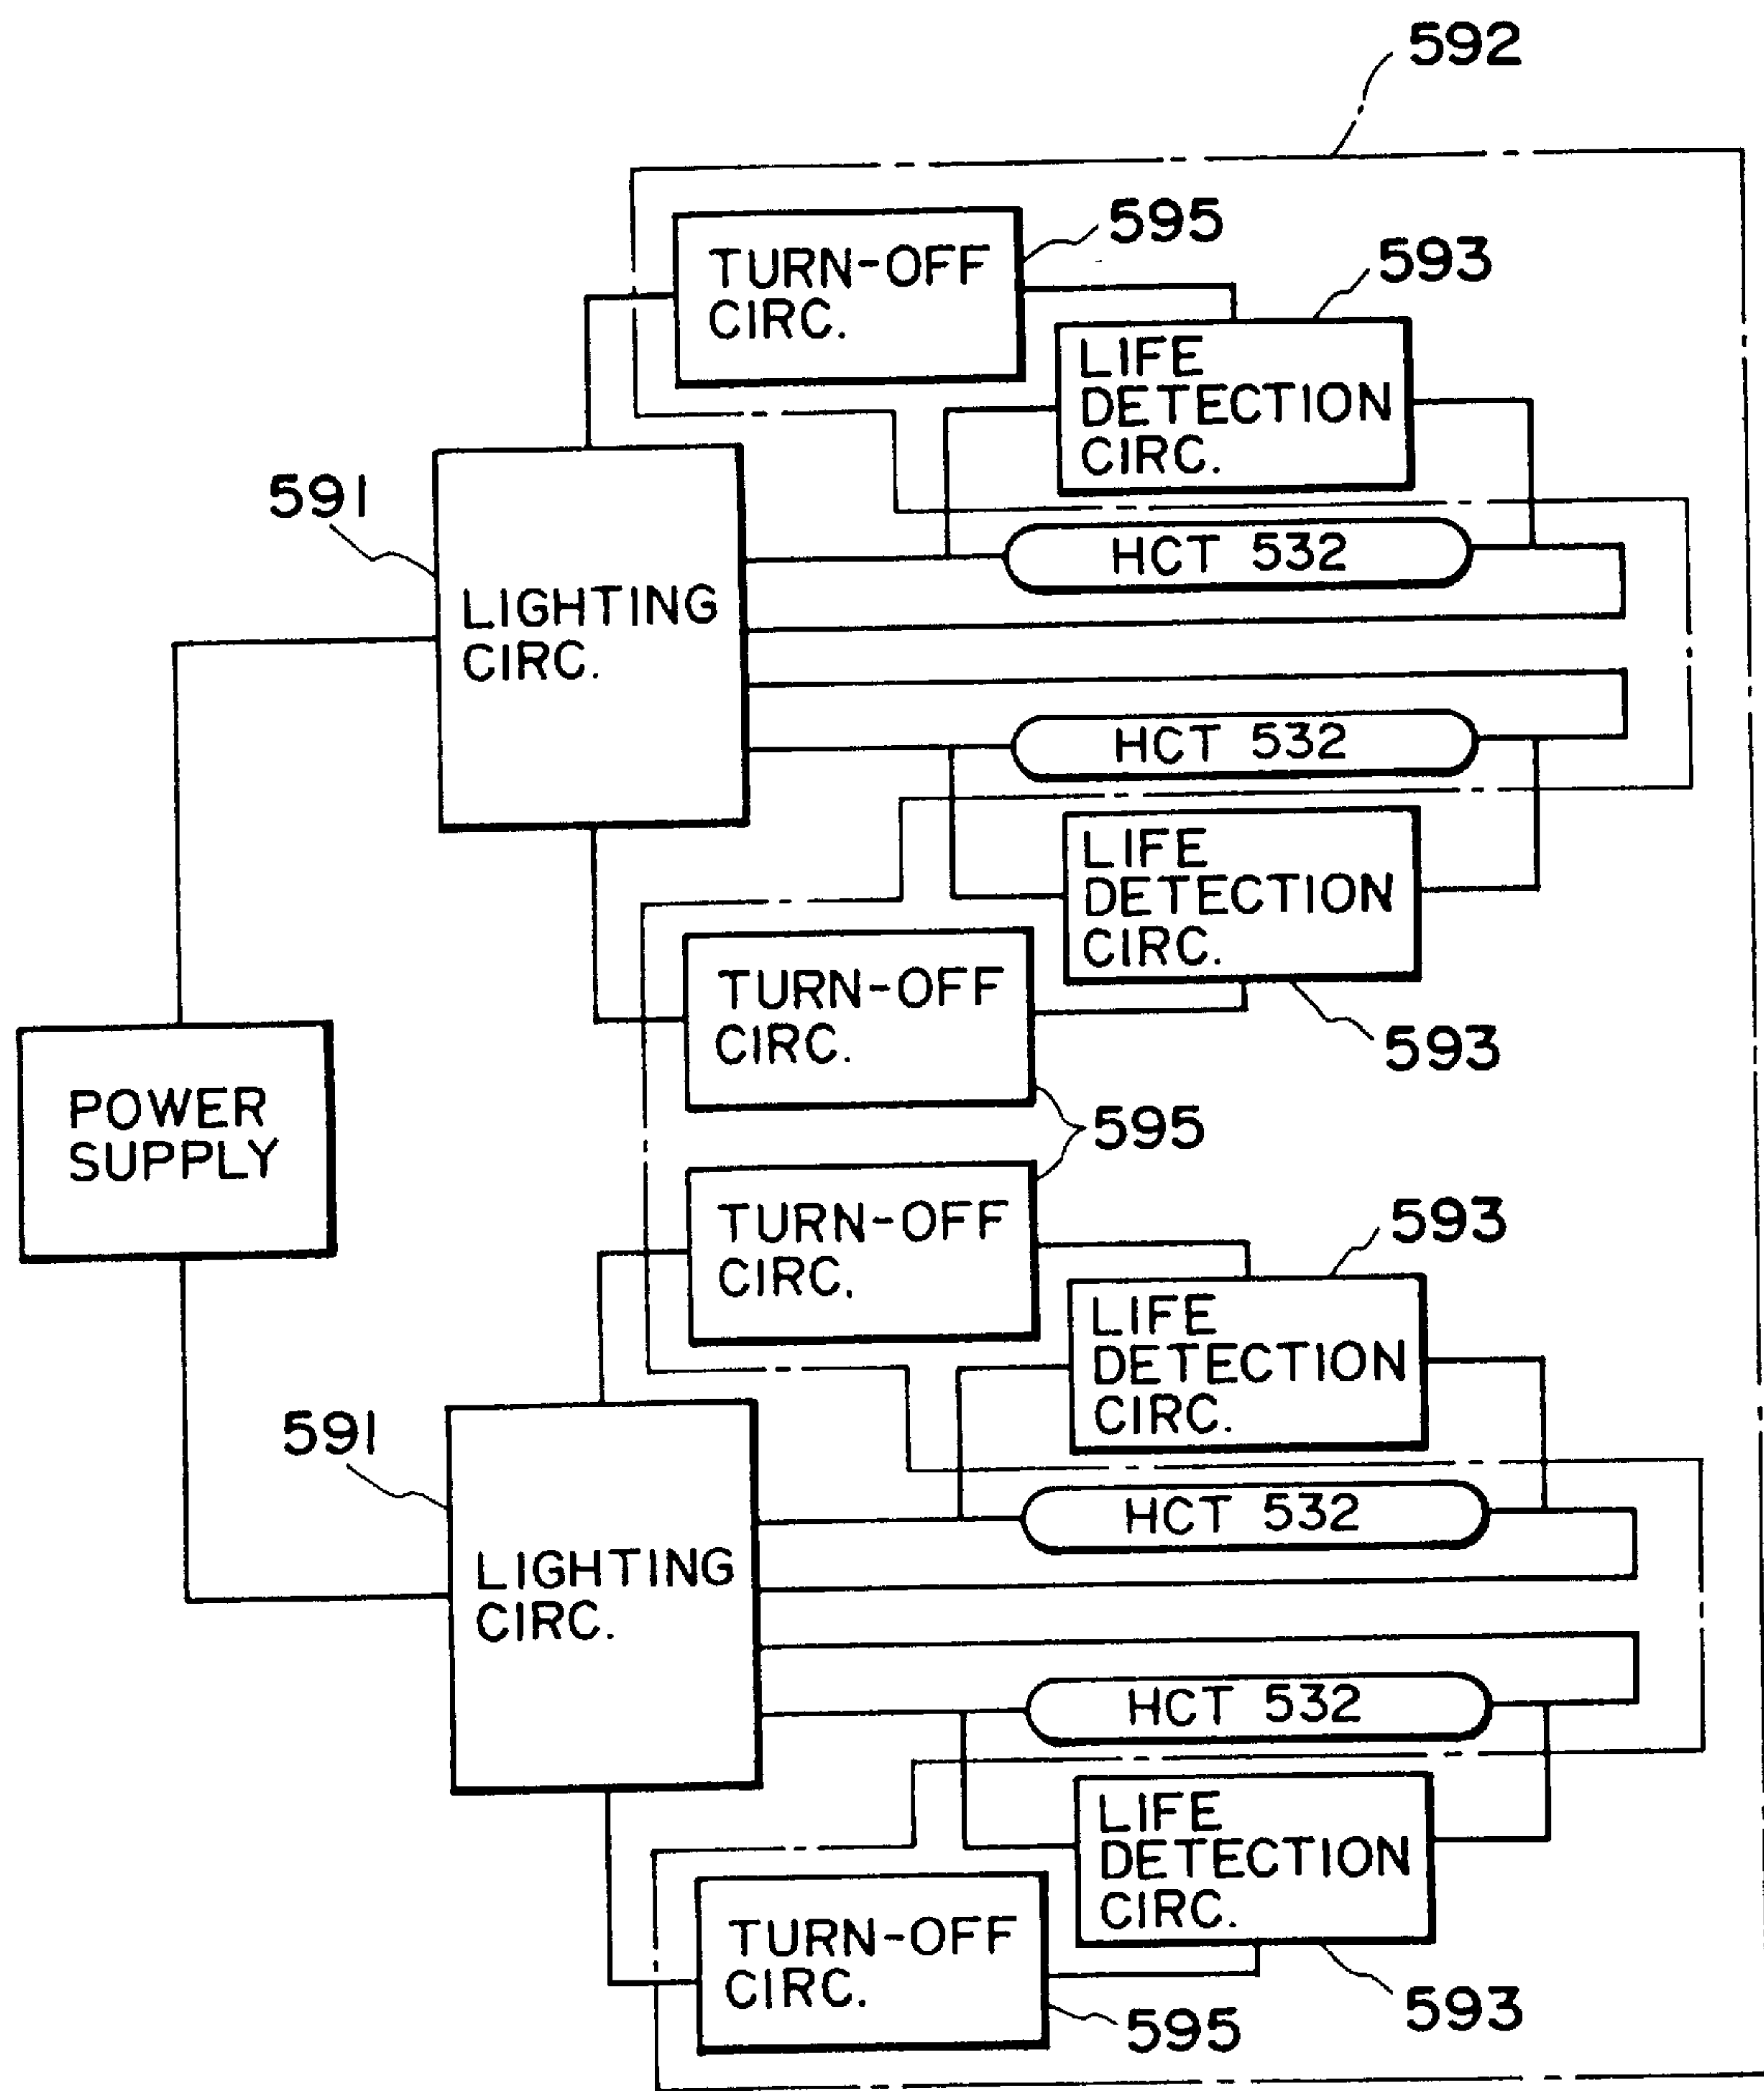 592
TURN-OFF
CIRC.
595
593
LIFE
DETECTION
CIRC.
591
HCT 532
LIGHTING
CIRC.
HCT 532
LIFE
DETECTION
CIRC.
TURN-OFF
CIRC.
593
POWER
SUPPLY
595
TURN-OFF
CIRC.
593
LIFE
DETECTION
CIRC.
591
HCT 532
LIGHTING
CIRC.
HCT 532
LIFE
DETECTION
CIRC.
TURN-OFF
CIRC.
593
595